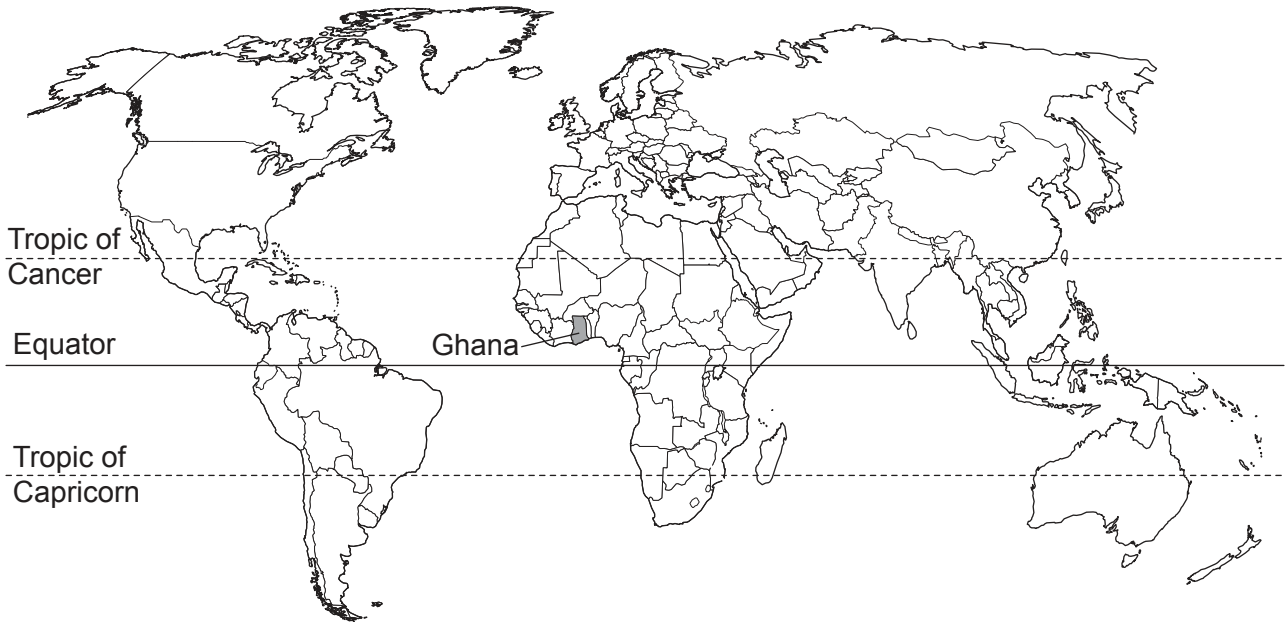 Tropic of
Cancer
Equator
Ghana
Tropic of
Capricorn